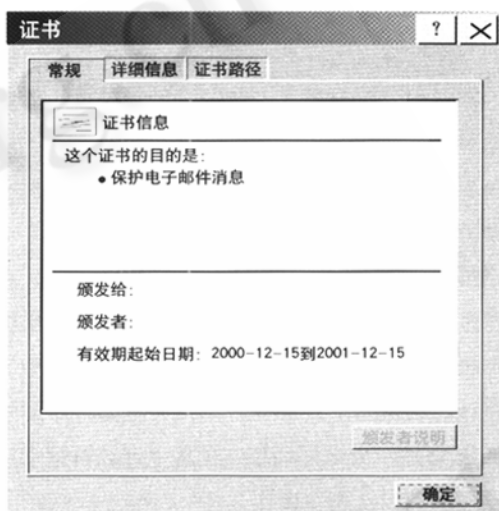 证书
?
常规 详细信息 证书路径
证书信息
这个证书的目的是:
•保护电子邮件消息
颁发给:
颁发者:
有效期起始日期: 2000-12-15到2001-12-15
颁发者说明
确定